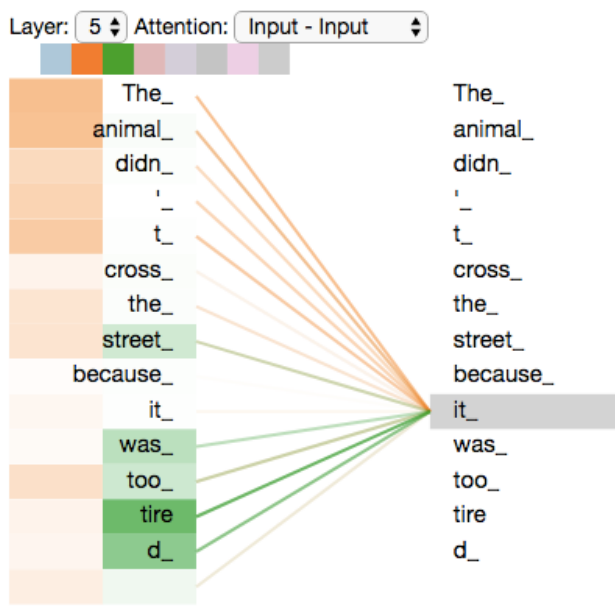 Layer: 5 Attention: Input - Input
The_ The_
animal_ animal_
didn_ didn_
'_ '_
t_ t_
cross_ cross_
the_ the_
street_ street_
because_ because_
it_ it_
was_ was_
too_ too_
tire tire
d_ d_